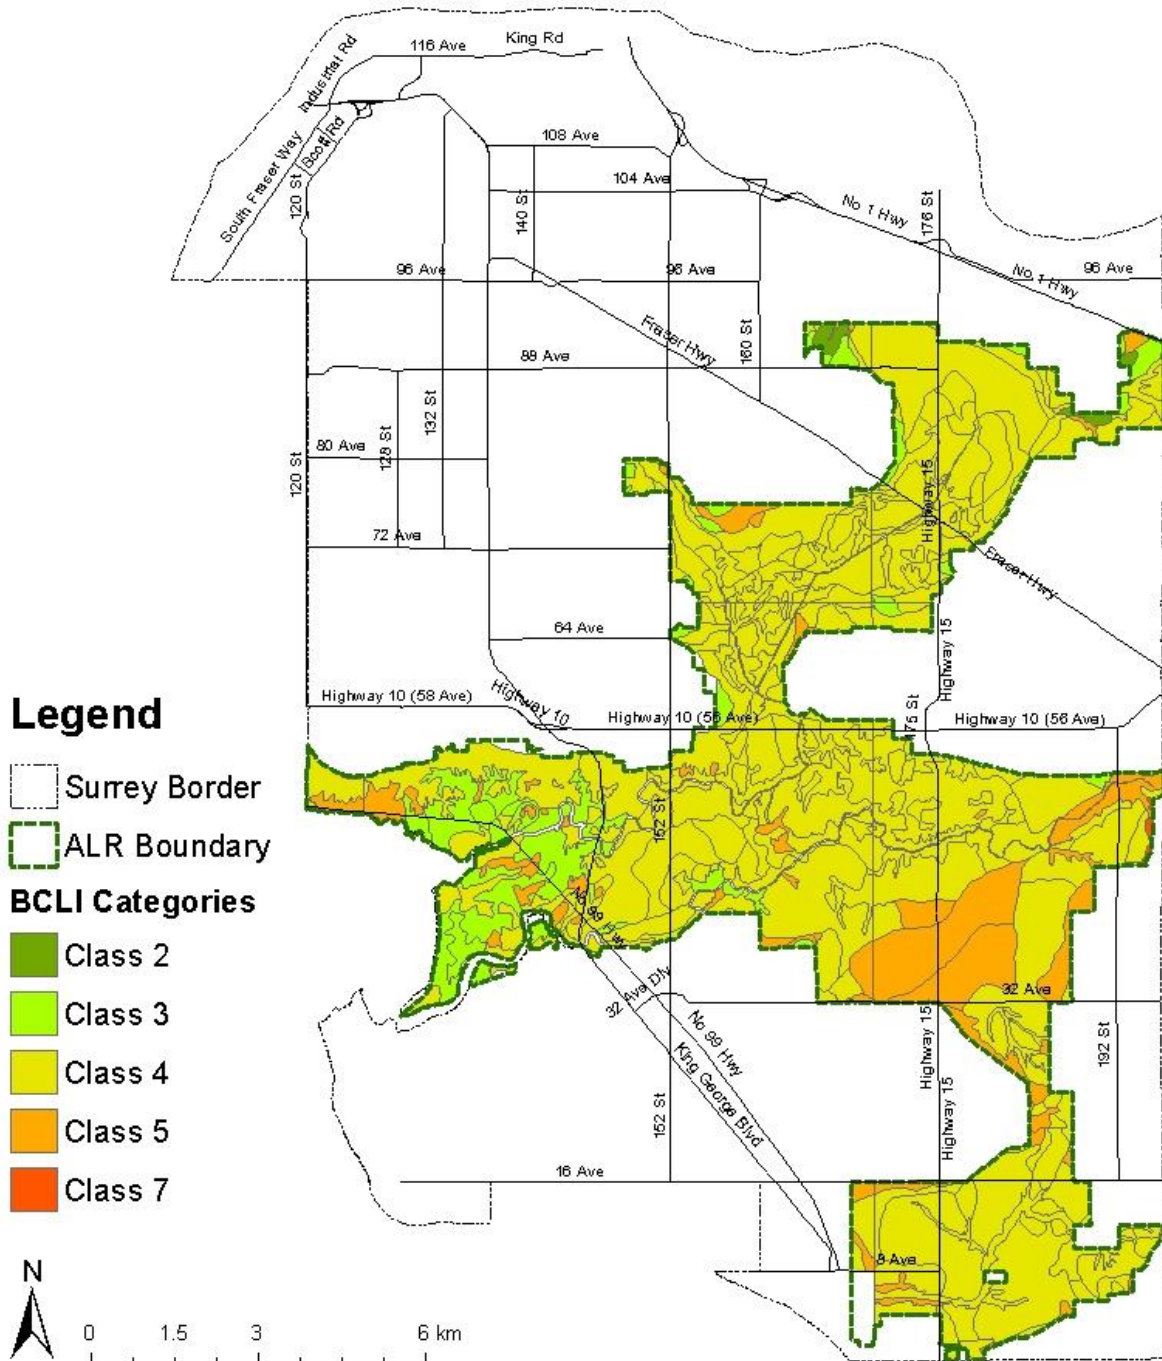 King Rd
116 Ave
Industrial Rd
Scott Rd
South Fraser Way
108 Ave
104 Ave
120 St
140 St
No 1 Hwy
176 St
96 Ave
96 Ave
No 1 Hwy
96 Ave
Fraser Hwy
160 St
88 Ave
132 St
128 St
80 Ave
120 St
Highway 15
72 Ave
Fraser Hwy
64 Ave
Highway 15
Highway 10 (58 Ave)
Highway 10
Highway 10 (56 Ave)
175 St
Highway 10 (56 Ave)
152 St
No 99 Hwy
32 Ave Div
32 Ave
No 99 Hwy
Highway 15
192 St
King George Blvd
152 St
Highway 15
16 Ave
8 Ave
Legend
Surrey Border
ALR Boundary
BCLI Categories
Class 2
Class 3
Class 4
Class 5
Class 7
N
0 1.5 3 6 km